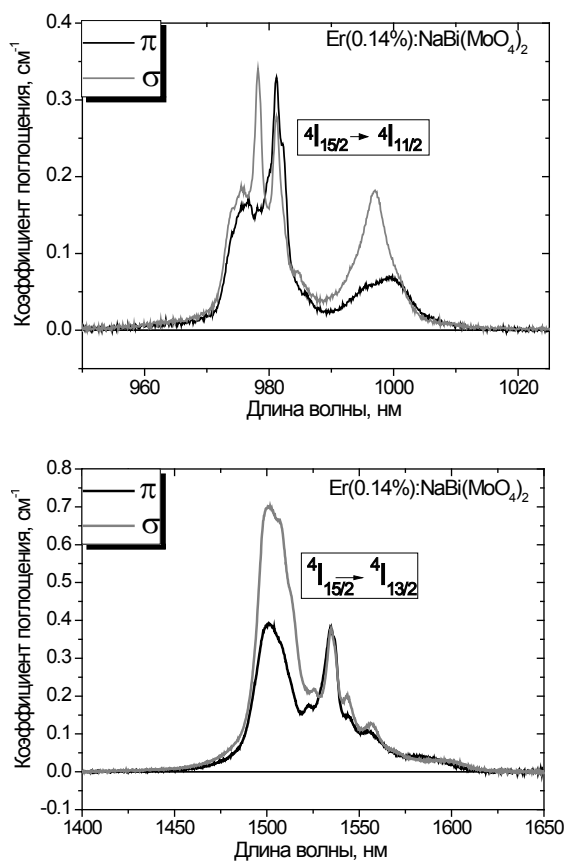 Er(0.14%):NaBi(MoO₄)₂
π
σ
⁴I₁₅/₂ → ⁴I₁₁/₂
Коэффициент поглощения, см⁻¹
0.4
0.3
0.2
0.1
0.0
960 980 1000 1020
Длина волны, нм
Er(0.14%):NaBi(MoO₄)₂
π
σ
⁴I₁₅/₂ → ⁴I₁₃/₂
Коэффициент поглощения, см⁻¹
0.8
0.7
0.6
0.5
0.4
0.3
0.2
0.1
0.0
-0.1
1400 1450 1500 1550 1600 1650
Длина волны, нм